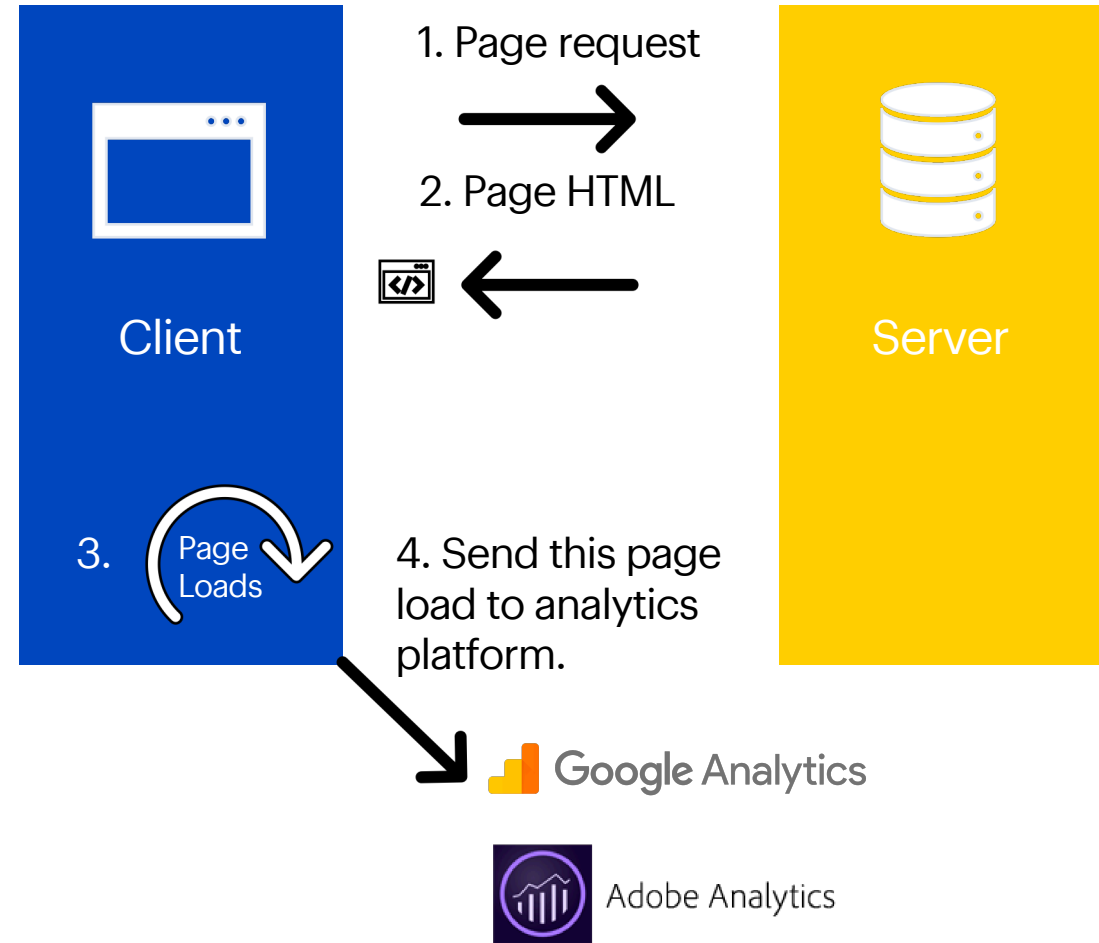 1. Page request
2. Page HTML
</>
Client
Server
3.
Page
Loads
4. Send this page
load to analytics
platform.
Google Analytics
Adobe Analytics